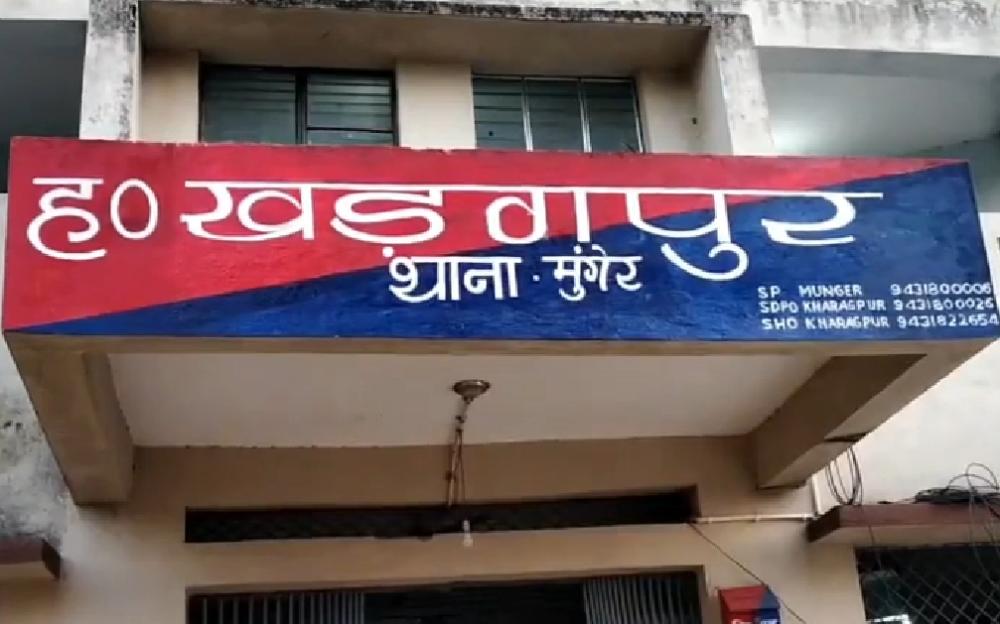 ह० खड़गपुर
थाना . मुंगेर
SP MUNGER 9431800006
SDPO KHARAGPUR 9431800026
SHO KHARAGPUR 9431822654